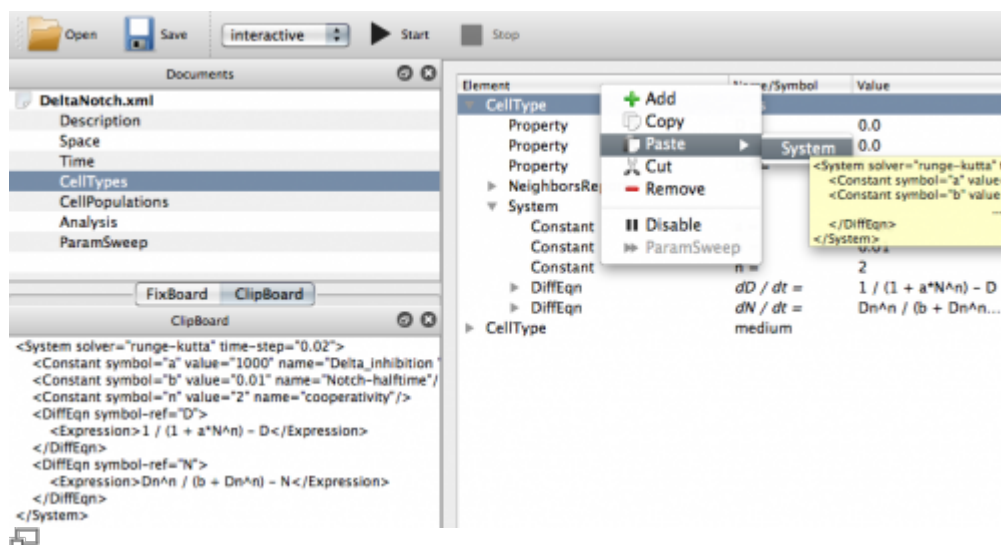 Open Save interactive Start Stop
Documents
DeltaNotch.xml
Description
Space
Time
CellTypes
CellPopulations
Analysis
ParamSweep
FixBoard ClipBoard
ClipBoard
<System solver="runge-kutta" time-step="0.02">
<Constant symbol="a" value="1000" name="Delta_inhibition "
<Constant symbol="b" value="0.01" name="Notch-halftime"/
<Constant symbol="n" value="2" name="cooperativity"/>
<DiffEqn symbol-ref="D">
<Expression>1 / (1 + a*N^n) - D</Expression>
</DiffEqn>
<DiffEqn symbol-ref="N">
<Expression>Dn^n / (b + Dn^n) - N</Expression>
</DiffEqn>
</System>
Element Name/Symbol Value
CellType
Property 0.0
Property 0.0
Property =
NeighborsRe
System
Constant
Constant 0.01
Constant n = 2
DiffEqn dD / dt = 1 / (1 + a*N^n) - D
DiffEqn dN / dt = Dn^n / (b + Dn^n...
CellType medium
Add
Copy
Paste
Cut
Remove
Disable
ParamSweep
System
<System solver="runge-kutta"
<Constant symbol="a" value=
<Constant symbol="b" value
...
</DiffEqn>
</System>